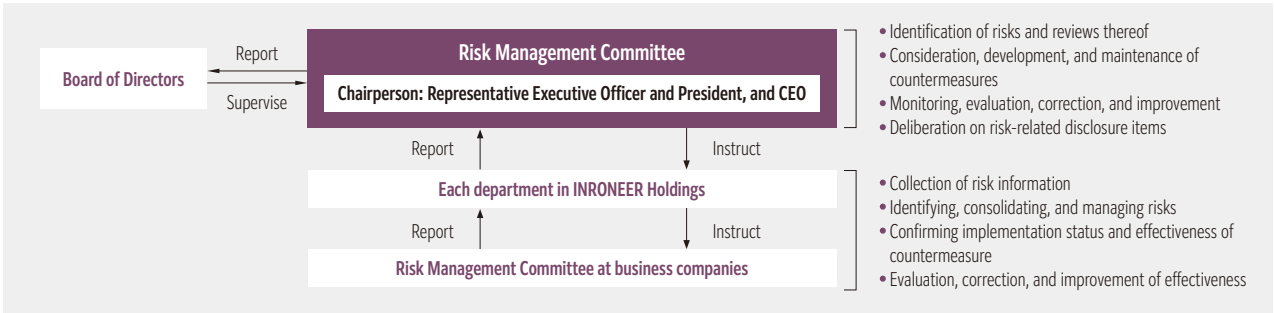 Board of Directors
Report
Supervise
Risk Management Committee
Chairperson: Representative Executive Officer and President, and CEO
• Identification of risks and reviews thereof
• Consideration, development, and maintenance of
countermeasures
• Monitoring, evaluation, correction, and improvement
• Deliberation on risk-related disclosure items
Report
Instruct
Each department in INRONEER Holdings
Report
Instruct
Risk Management Committee at business companies
• Collection of risk information
• Identifying, consolidating, and managing risks
• Confirming implementation status and effectiveness of
countermeasure
• Evaluation, correction, and improvement of effectiveness